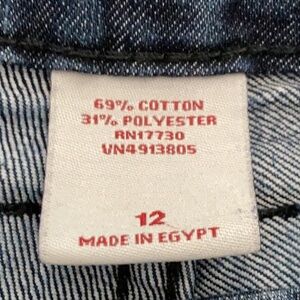 69% COTTON
31% POLYESTER
RN17730
VN4913805
12
MADE IN EGYPT